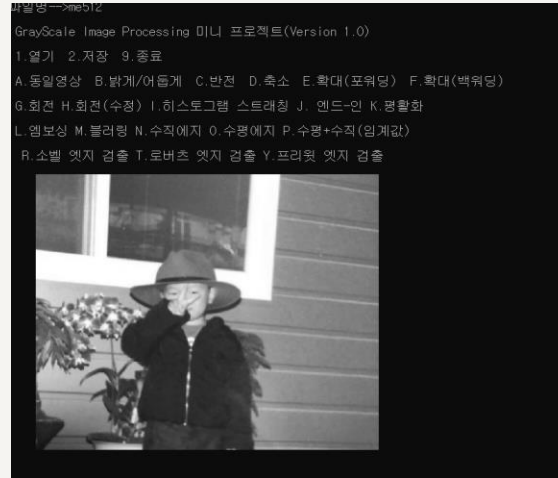 파일명-->me512
GrayScale Image Processing 미니 프로젝트(Version 1.0)
1.열기 2.저장 9.종료
A.동일영상 B.밝게/어둡게 C.반전 D.축소 E.확대(포워딩) F.확대(백워딩)
G.회전 H.회전(수정) I.히스토그램 스트래칭 J. 엔드-인 K.평활화
L.엠보싱 M.블러링 N.수직에지 O.수평에지 P.수평+수직(임계값)
R.소벨 엣지 검출 T.로버츠 엣지 검출 Y.프리윗 엣지 검출